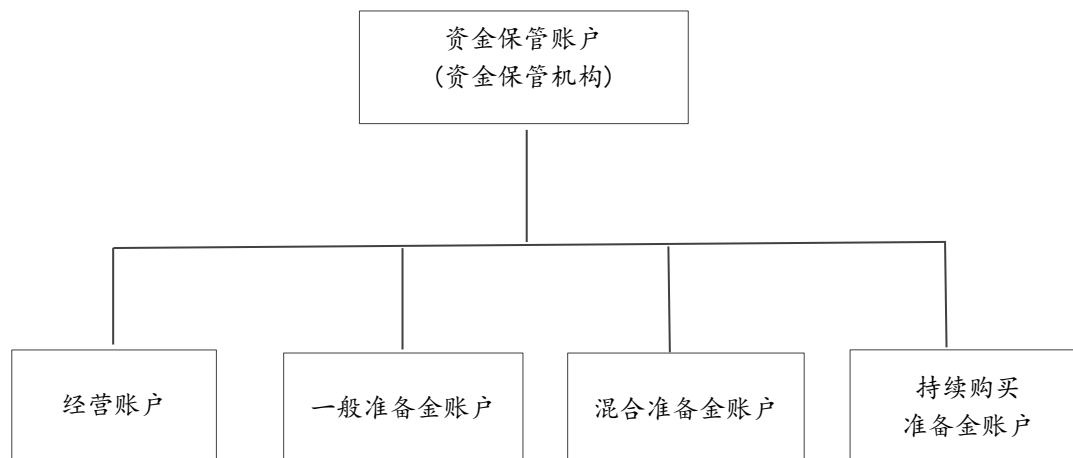 资金保管账户
(资金保管机构)
经营账户
一般准备金账户
混合准备金账户
持续购买
准备金账户